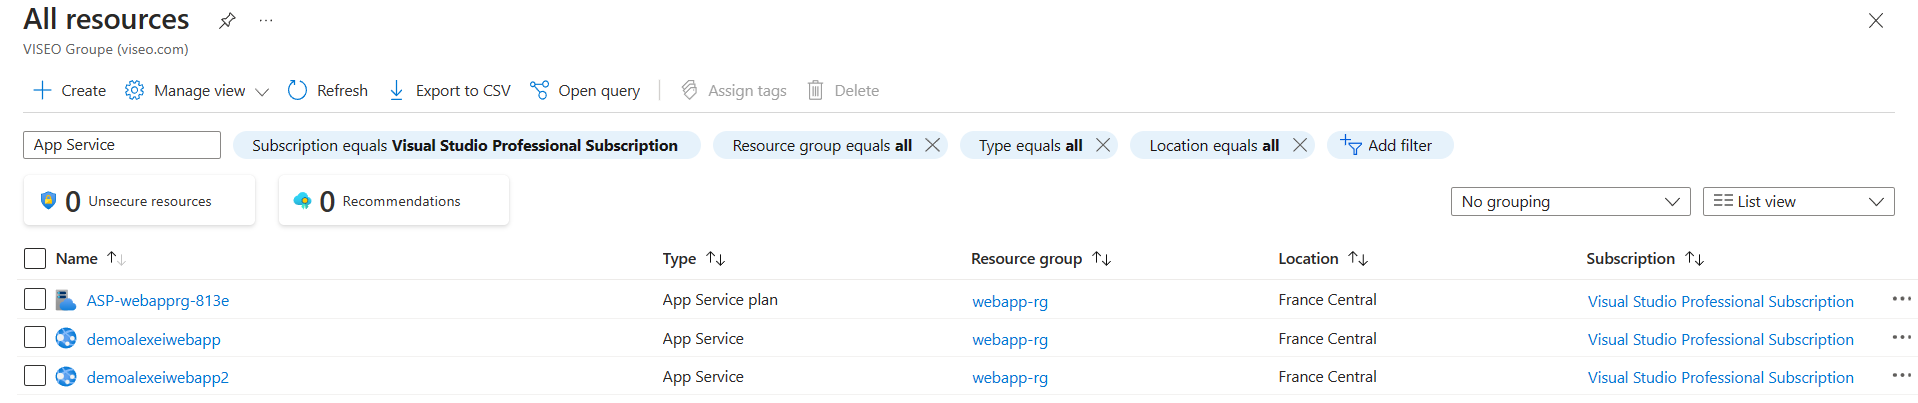 All resources
VISEO Groupe (viseo.com)
Create Manage view Refresh Export to CSV Open query Assign tags Delete
App Service Subscription equals Visual Studio Professional Subscription Resource group equals all Type equals all Location equals all Add filter
0 Unsecure resources 0 Recommendations No grouping List view
Name Type Resource group Location Subscription
ASP-webapprg-813e App Service plan webapp-rg France Central Visual Studio Professional Subscription
demoalexeiwebapp App Service webapp-rg France Central Visual Studio Professional Subscription
demoalexeiwebapp2 App Service webapp-rg France Central Visual Studio Professional Subscription